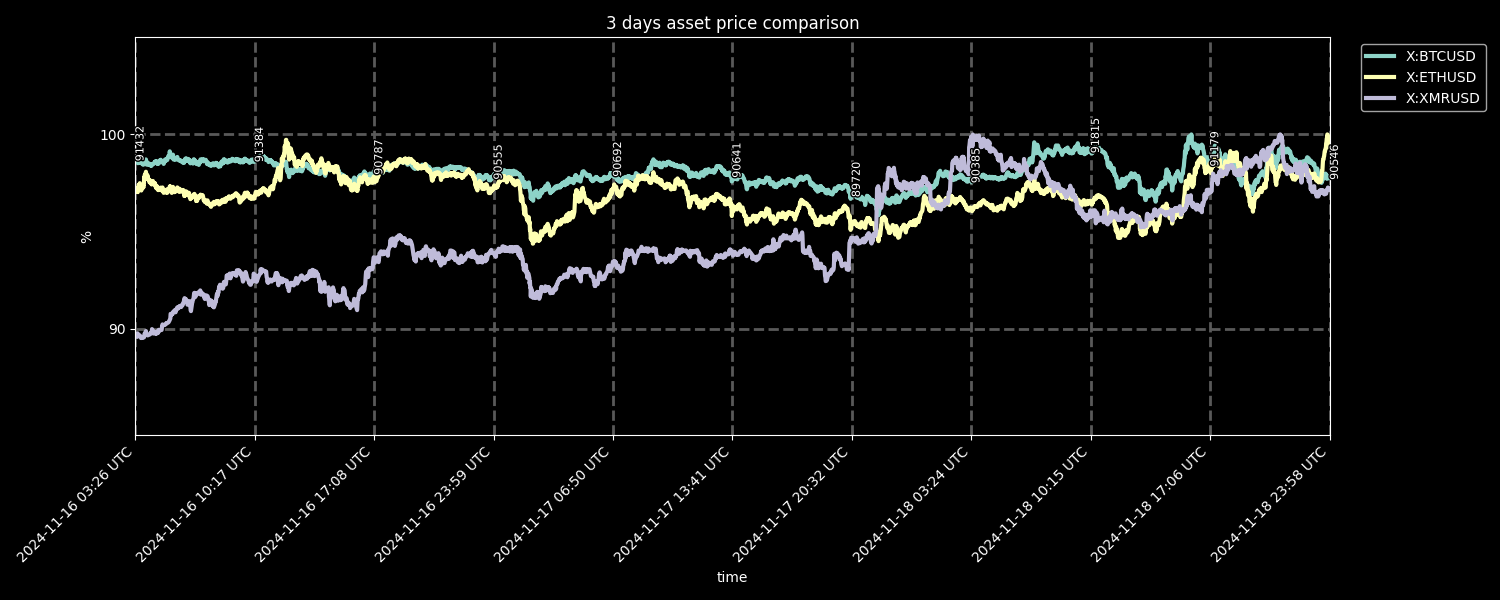 3 days asset price comparison
X:BTCUSD
X:ETHUSD
X:XMRUSD
100
90
%
91432
91384
90787
90555
90692
90641
89720
90385
91815
91179
90546
2024-11-16 03:26 UTC
2024-11-16 10:17 UTC
2024-11-16 17:08 UTC
2024-11-16 23:59 UTC
2024-11-17 06:50 UTC
2024-11-17 13:41 UTC
2024-11-17 20:32 UTC
2024-11-18 03:24 UTC
2024-11-18 10:15 UTC
2024-11-18 17:06 UTC
2024-11-18 23:58 UTC
time